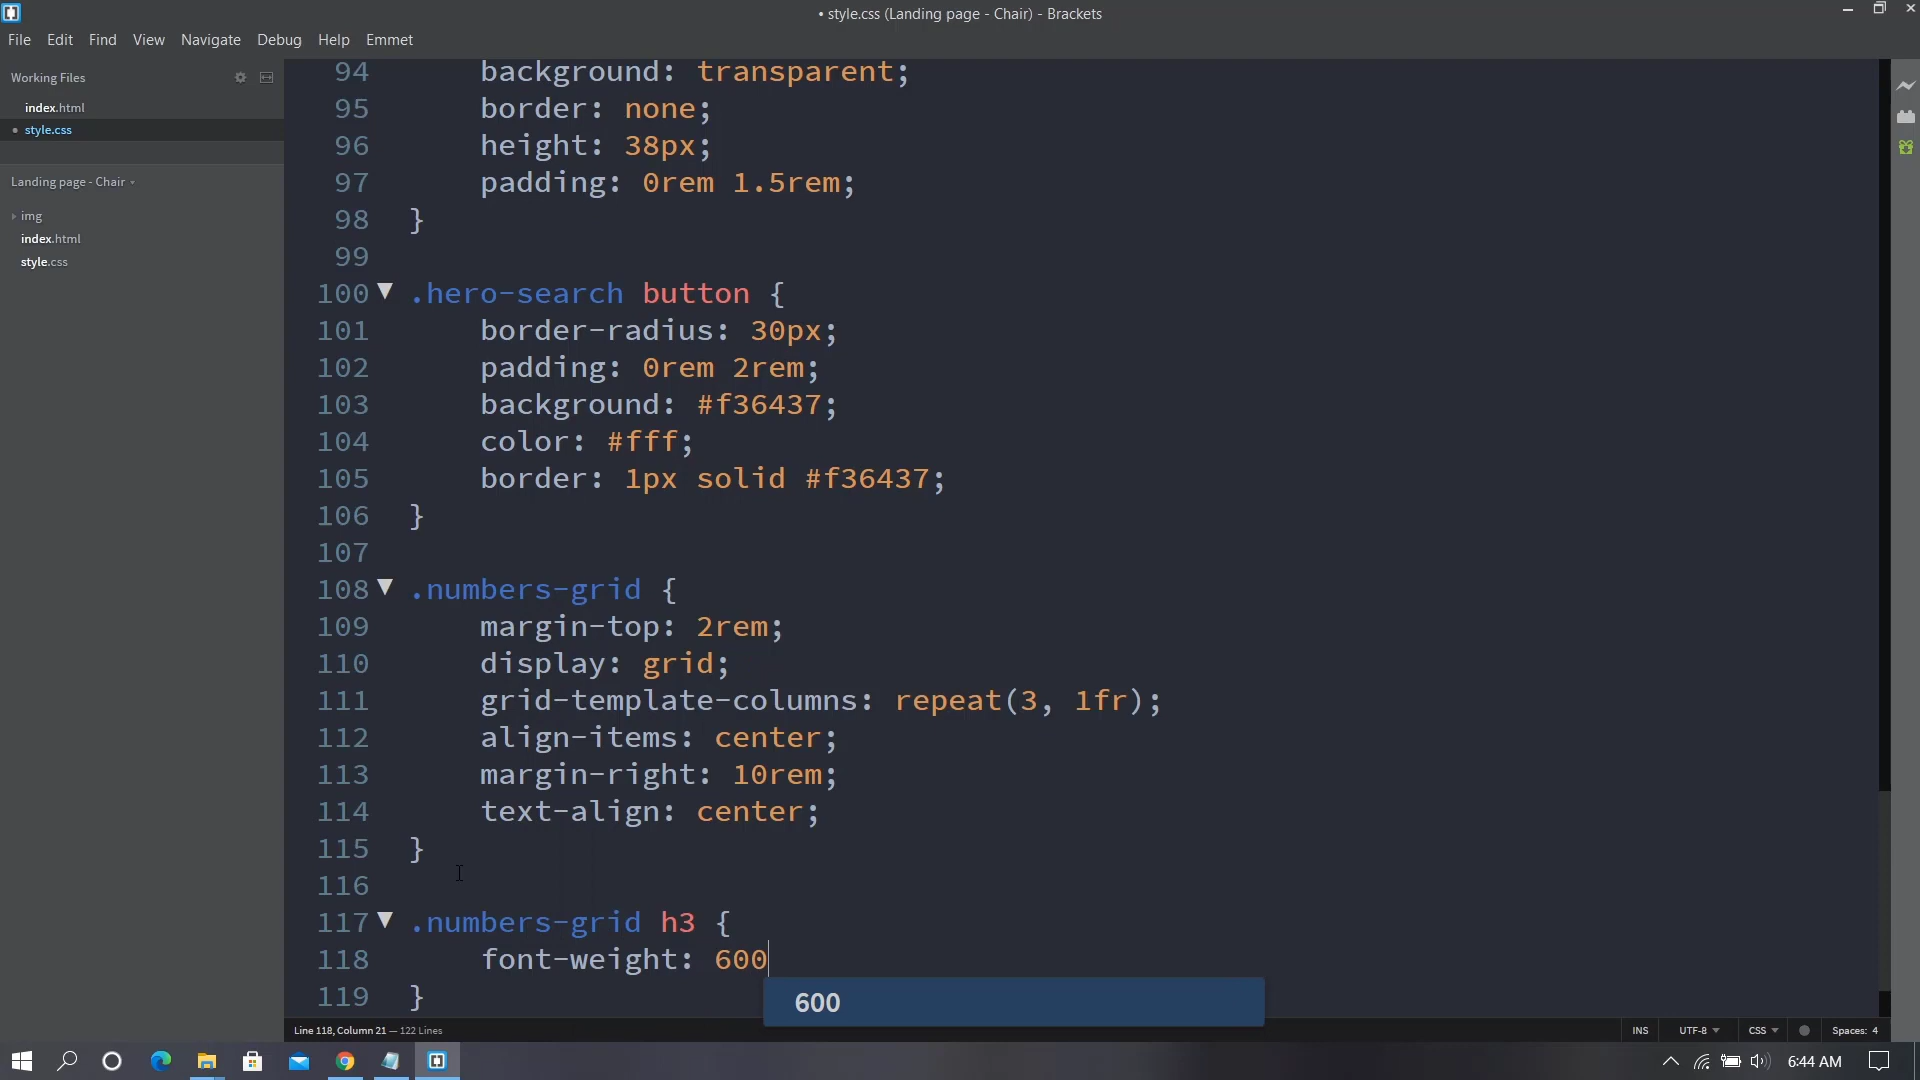 • style.css (Landing page - Chair) - Brackets
File Edit Find View Navigate Debug Help Emmet
Working Files
index.html
• style.css
Landing page - Chair
img
index.html
style.css
94 background: transparent;
95 border: none;
96 height: 38px;
97 padding: 0rem 1.5rem;
98 }
99
100 .hero-search button {
101 border-radius: 30px;
102 padding: 0rem 2rem;
103 background: #f36437;
104 color: #fff;
105 border: 1px solid #f36437;
106 }
107
108 .numbers-grid {
109 margin-top: 2rem;
110 display: grid;
111 grid-template-columns: repeat(3, 1fr);
112 align-items: center;
113 margin-right: 10rem;
114 text-align: center;
115 }
116
117 .numbers-grid h3 {
118 font-weight: 600
119 }
600
Line 118, Column 21 — 122 Lines
INS UTF-8 CSS Spaces: 4
6:44 AM